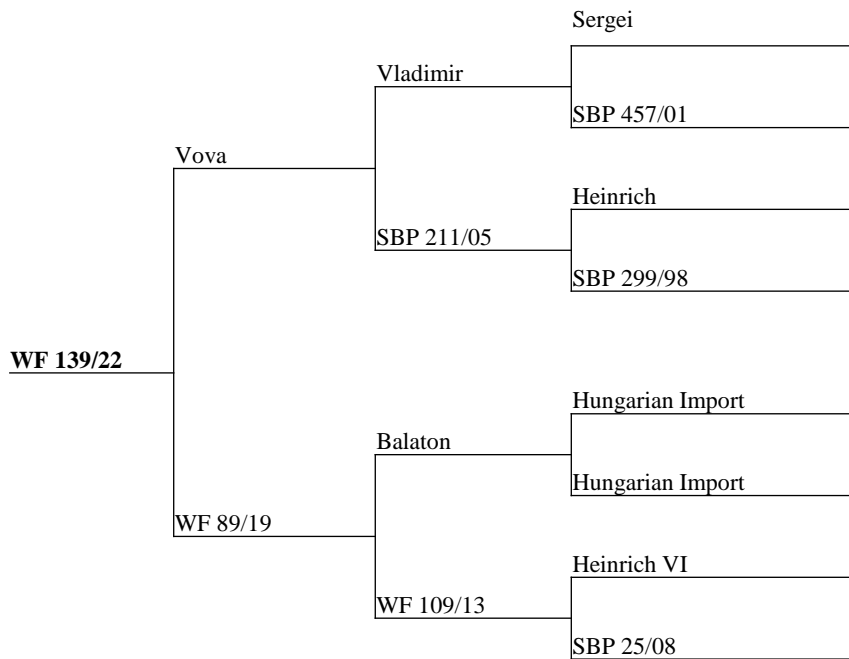 Sergei
Vladimir
SBP 457/01
Vova
Heinrich
SBP 211/05
SBP 299/98
WF 139/22
Hungarian Import
Balaton
Hungarian Import
WF 89/19
Heinrich VI
WF 109/13
SBP 25/08